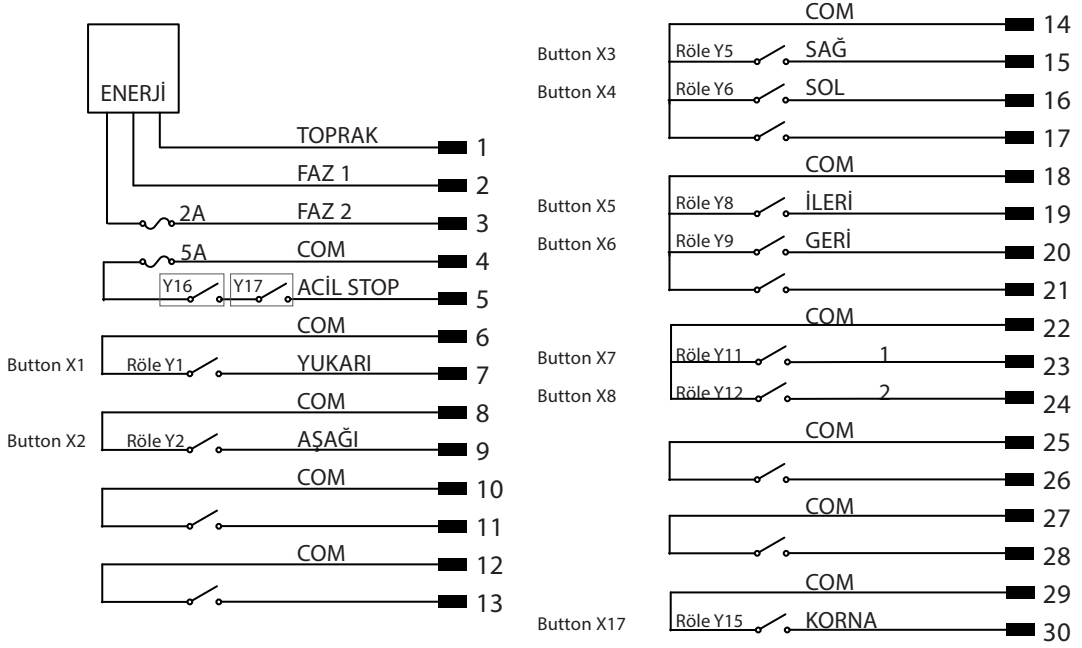 ENERJİ
TOPRAK 1
FAZ 1 2
2A FAZ 2 3
5A COM 4
Y16 Y17 ACİL STOP 5
COM 6
Button X1 Röle Y1 YUKARI 7
COM 8
Button X2 Röle Y2 AŞAĞI 9
COM 10
11
COM 12
13
COM 14
Button X3 Röle Y5 SAĞ 15
Button X4 Röle Y6 SOL 16
17
COM 18
Button X5 Röle Y8 İLERİ 19
Button X6 Röle Y9 GERİ 20
21
COM 22
Button X7 Röle Y11 1 23
Button X8 Röle Y12 2 24
COM 25
26
COM 27
28
COM 29
Button X17 Röle Y15 KORNA 30